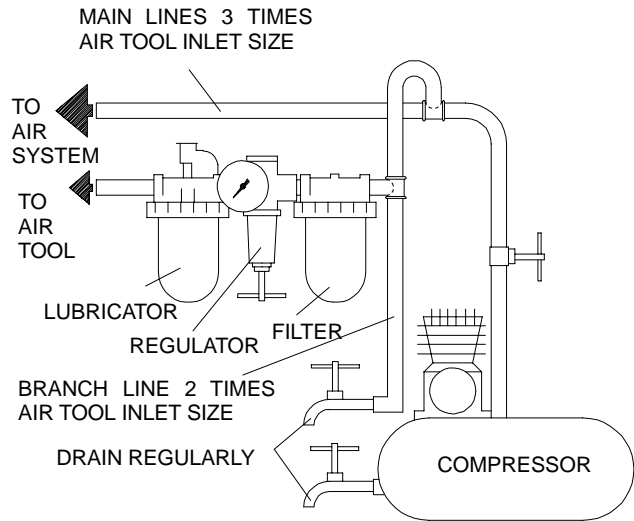 MAIN LINES 3 TIMES
AIR TOOL INLET SIZE
TO
AIR
SYSTEM
TO
AIR
TOOL
LUBRICATOR
REGULATOR
FILTER
BRANCH LINE 2 TIMES
AIR TOOL INLET SIZE
DRAIN REGULARLY
COMPRESSOR